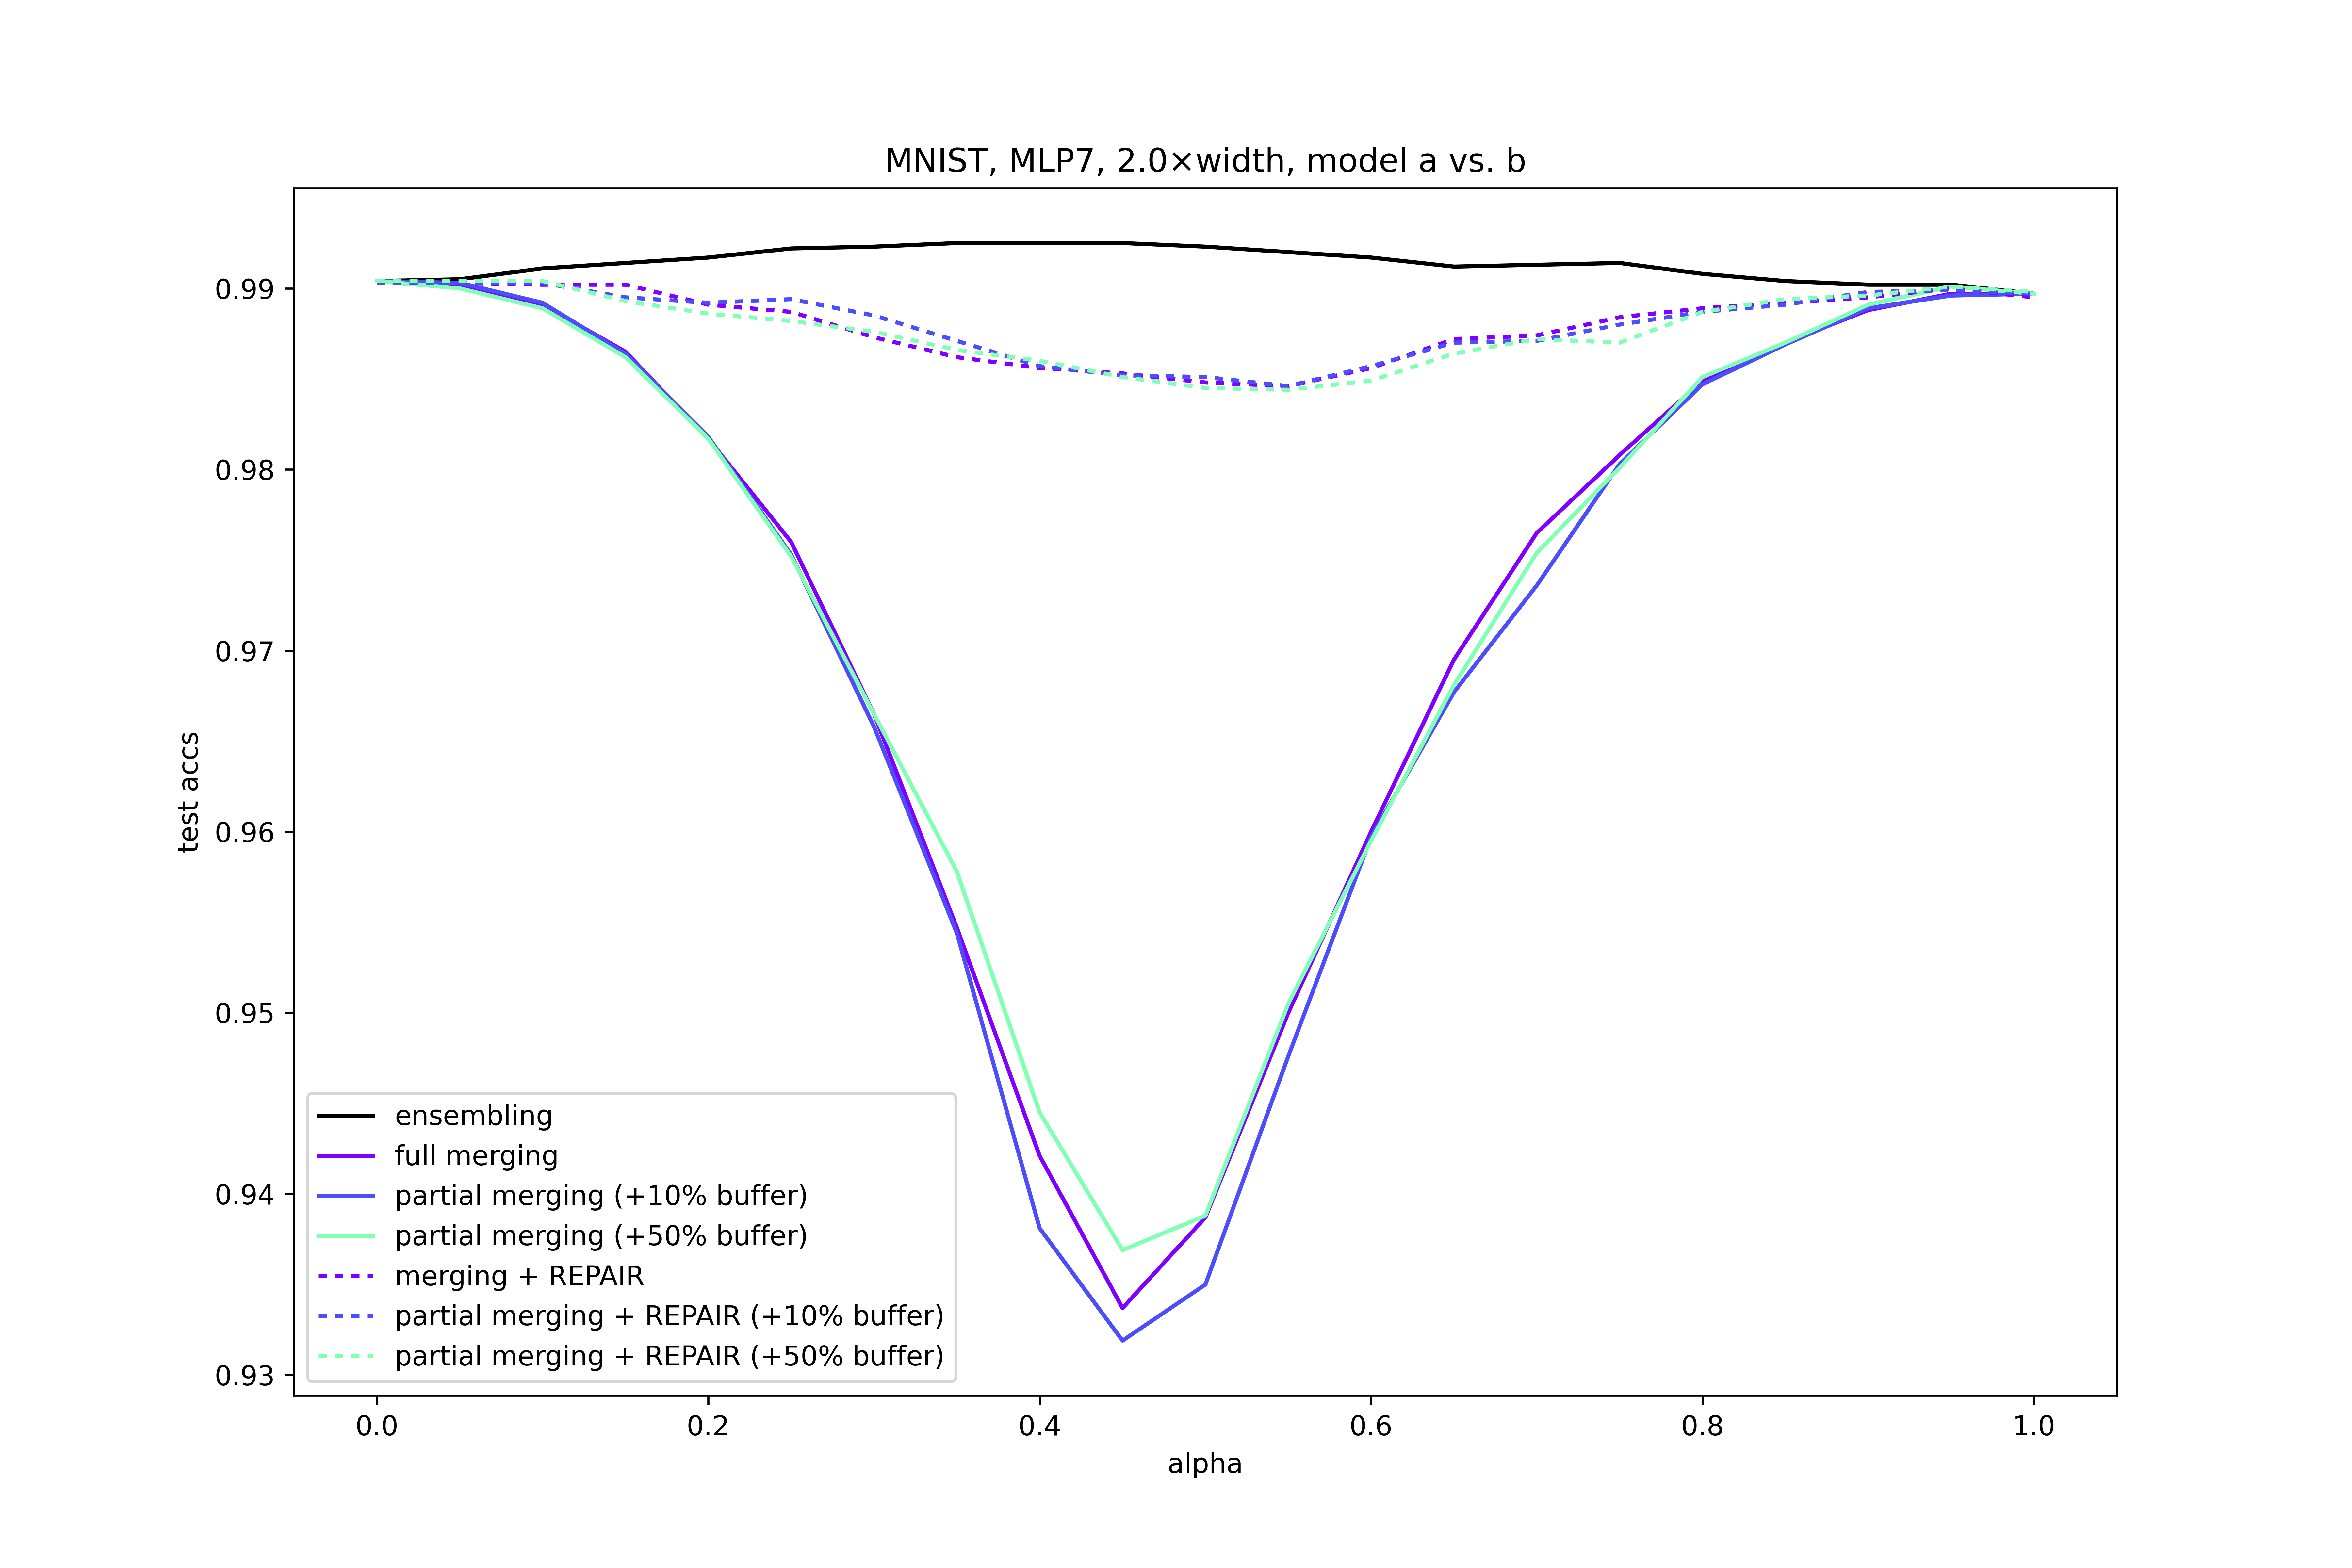 MNIST, MLP7, 2.0×width, model a vs. b
test accs
0.99
0.98
0.97
0.96
0.95
0.94
0.93
ensembling
full merging
partial merging (+10% buffer)
partial merging (+50% buffer)
merging + REPAIR
partial merging + REPAIR (+10% buffer)
partial merging + REPAIR (+50% buffer)
0.0 0.2 0.4 0.6 0.8 1.0
alpha